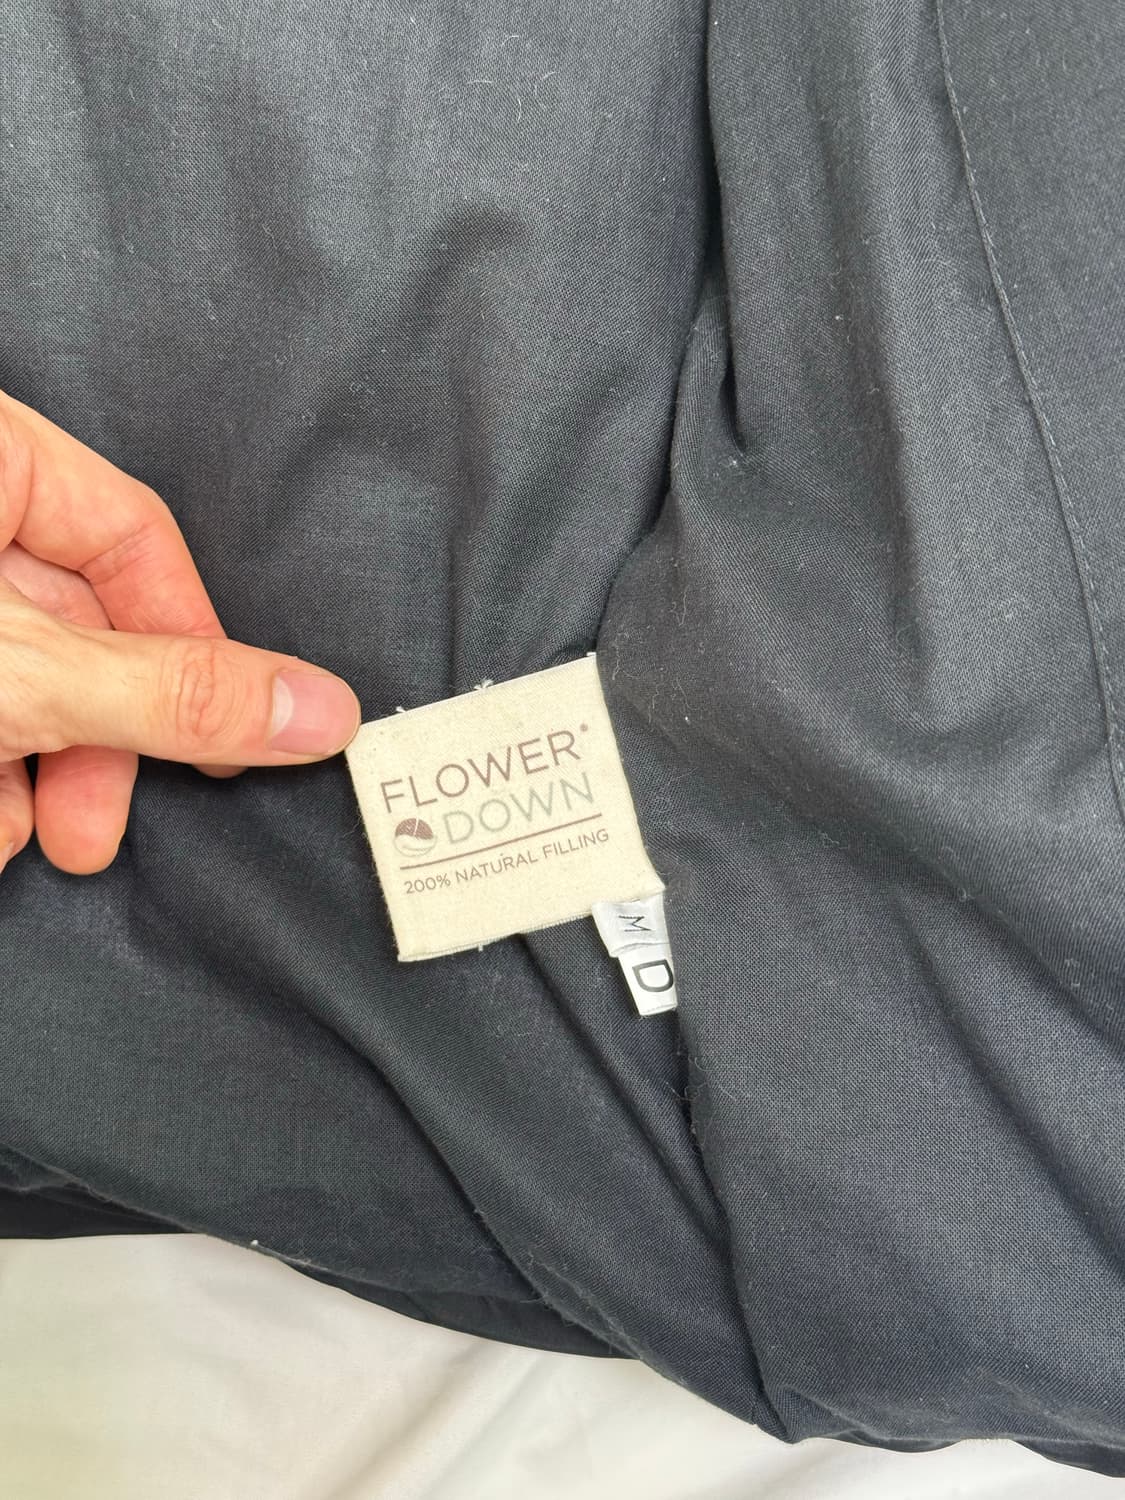 FLOWER®
DOWN
200% NATURAL FILLING
M
D